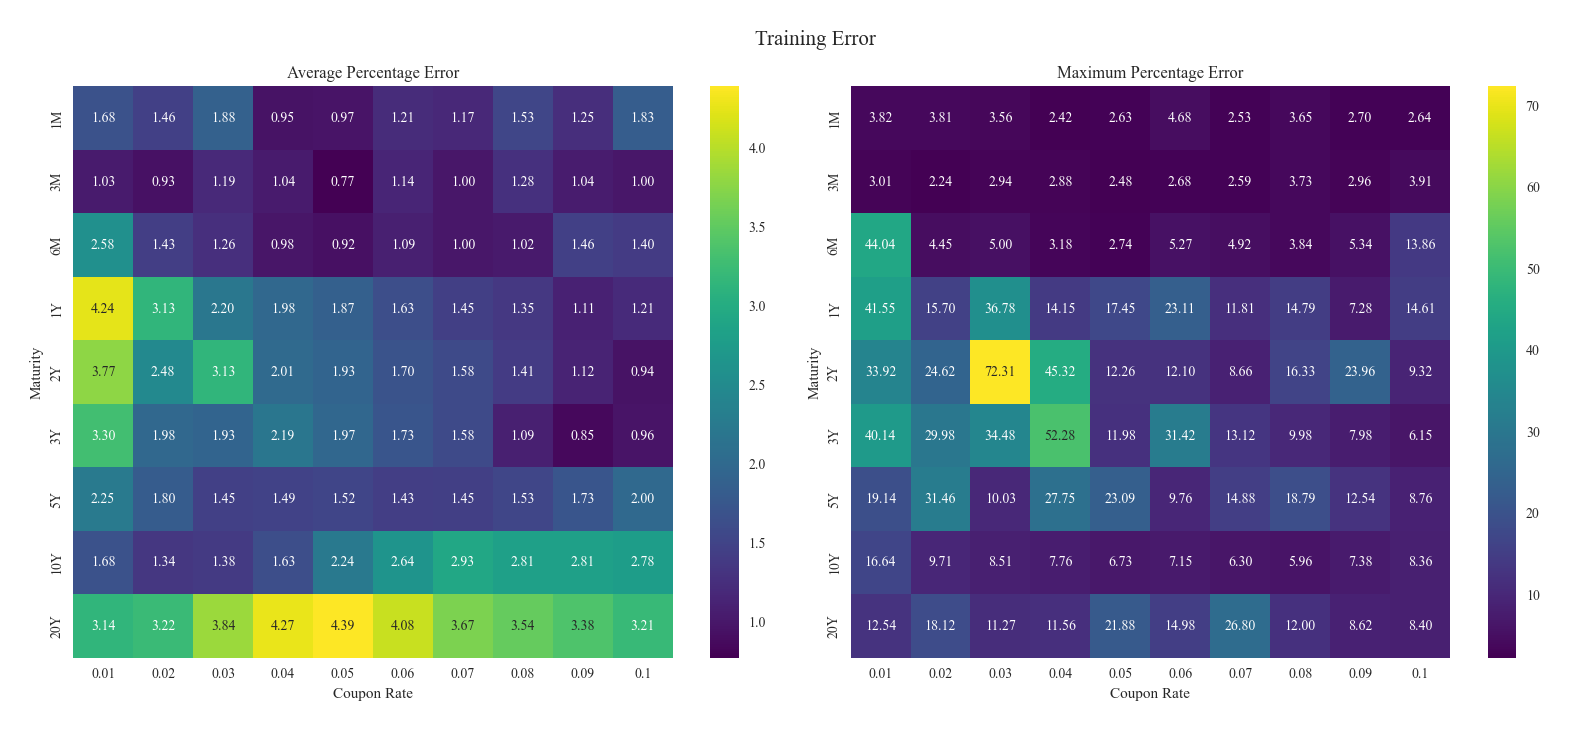 Training Error
Average Percentage Error
1M 1.68 1.46 1.88 0.95 0.97 1.21 1.17 1.53 1.25 1.83
3M 1.03 0.93 1.19 1.04 0.77 1.14 1.00 1.28 1.04 1.00
6M 2.58 1.43 1.26 0.98 0.92 1.09 1.00 1.02 1.46 1.40
1Y 4.24 3.13 2.20 1.98 1.87 1.63 1.45 1.35 1.11 1.21
2Y 3.77 2.48 3.13 2.01 1.93 1.70 1.58 1.41 1.12 0.94
3Y 3.30 1.98 1.93 2.19 1.97 1.73 1.58 1.09 0.85 0.96
5Y 2.25 1.80 1.45 1.49 1.52 1.43 1.45 1.53 1.73 2.00
10Y 1.68 1.34 1.38 1.63 2.24 2.64 2.93 2.81 2.81 2.78
20Y 3.14 3.22 3.84 4.27 4.39 4.08 3.67 3.54 3.38 3.21
0.01 0.02 0.03 0.04 0.05 0.06 0.07 0.08 0.09 0.1
Maturity
Coupon Rate
4.0
3.5
3.0
2.5
2.0
1.5
1.0
Maximum Percentage Error
1M 3.82 3.81 3.56 2.42 2.63 4.68 2.53 3.65 2.70 2.64
3M 3.01 2.24 2.94 2.88 2.48 2.68 2.59 3.73 2.96 3.91
6M 44.04 4.45 5.00 3.18 2.74 5.27 4.92 3.84 5.34 13.86
1Y 41.55 15.70 36.78 14.15 17.45 23.11 11.81 14.79 7.28 14.61
2Y 33.92 24.62 72.31 45.32 12.26 12.10 8.66 16.33 23.96 9.32
3Y 40.14 29.98 34.48 52.28 11.98 31.42 13.12 9.98 7.98 6.15
5Y 19.14 31.46 10.03 27.75 23.09 9.76 14.88 18.79 12.54 8.76
10Y 16.64 9.71 8.51 7.76 6.73 7.15 6.30 5.96 7.38 8.36
20Y 12.54 18.12 11.27 11.56 21.88 14.98 26.80 12.00 8.62 8.40
0.01 0.02 0.03 0.04 0.05 0.06 0.07 0.08 0.09 0.1
Maturity
Coupon Rate
70
60
50
40
30
20
10